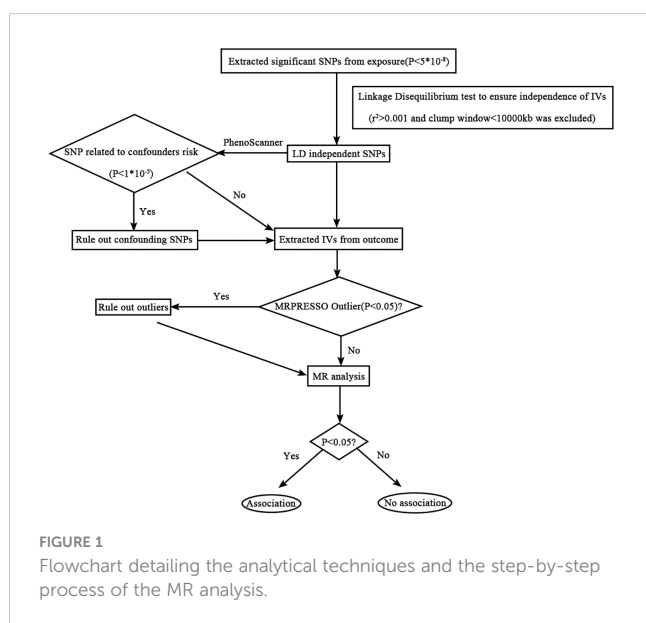 Extracted significant SNPs from exposure(P<5*10⁻⁸)
Linkage Disequilibrium test to ensure independence of IVs
(r²>0.001 and clump window<10000kb was excluded)
PhenoScanner
SNP related to confounders risk
(P<1*10⁻⁵)
LD independent SNPs
No
Yes
Rule out confounding SNPs
Extracted IVs from outcome
Yes
Rule out outliers
MRPRESSO Outlier(P<0.05)?
No
MR analysis
P<0.05?
Yes
No
Association
No association
FIGURE 1
Flowchart detailing the analytical techniques and the step-by-step
process of the MR analysis.